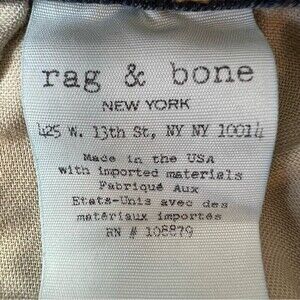 rag & bone
NEW YORK
425 W. 13th St, NY NY 10014
Made in the USA
with imported materials
Fabriqué Aux
Etats-Unis avec des
matériaux importés
RN # 108879